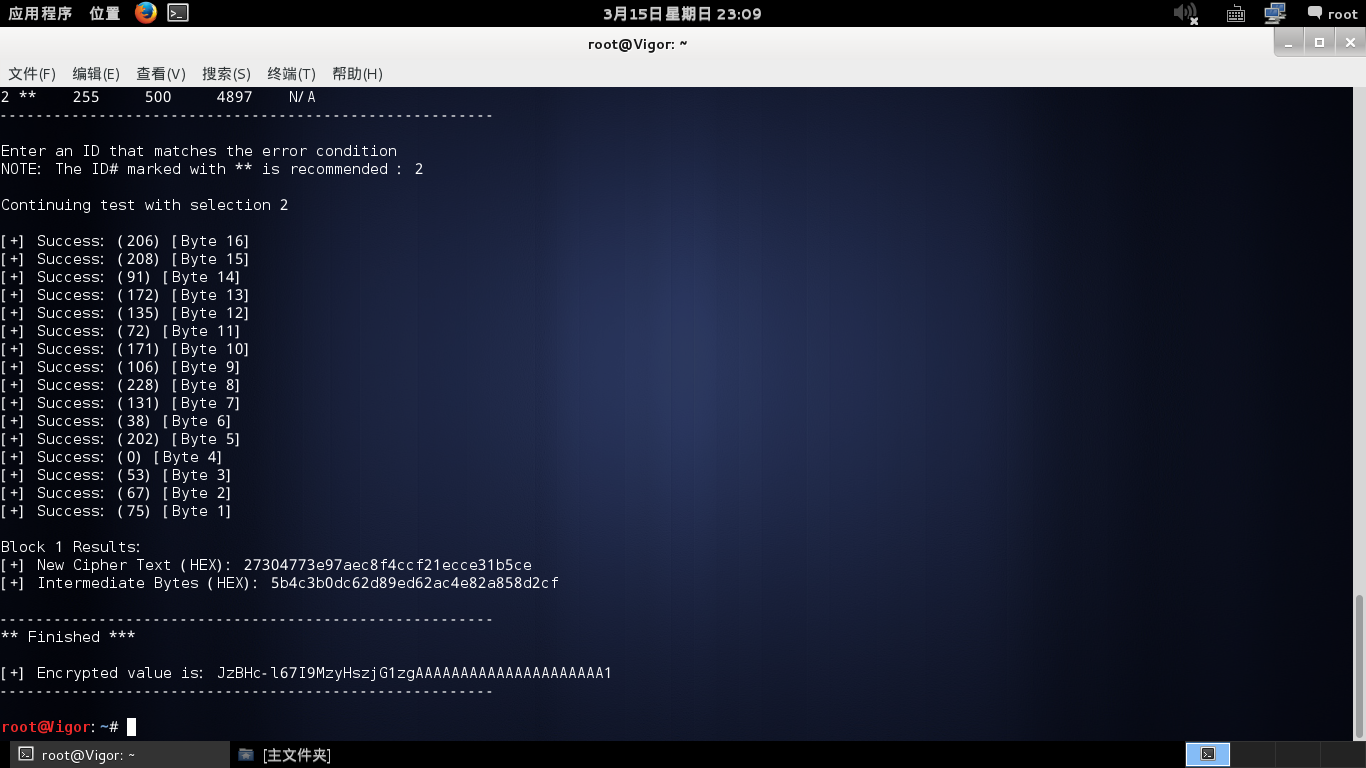 应用程序 位置 3月15日星期日 23:09 root
root@Vigor: ~
文件(F) 编辑(E) 查看(V) 搜索(S) 终端(T) 帮助(H)
2 ** 255 500 4897 N/A
-------------------------------------------------------
Enter an ID that matches the error condition
NOTE: The ID# marked with ** is recommended : 2
Continuing test with selection 2
[+] Success: (206) [Byte 16]
[+] Success: (208) [Byte 15]
[+] Success: (91) [Byte 14]
[+] Success: (172) [Byte 13]
[+] Success: (135) [Byte 12]
[+] Success: (72) [Byte 11]
[+] Success: (171) [Byte 10]
[+] Success: (106) [Byte 9]
[+] Success: (228) [Byte 8]
[+] Success: (131) [Byte 7]
[+] Success: (38) [Byte 6]
[+] Success: (202) [Byte 5]
[+] Success: (0) [Byte 4]
[+] Success: (53) [Byte 3]
[+] Success: (67) [Byte 2]
[+] Success: (75) [Byte 1]
Block 1 Results:
[+] New Cipher Text (HEX): 27304773e97aec8f4ccf21ecce31b5ce
[+] Intermediate Bytes (HEX): 5b4c3b0dc62d89ed62ac4e82a858d2cf
-------------------------------------------------------
** Finished ***
[+] Encrypted value is: JzBHc-l67I9MzyHszjG1zgAAAAAAAAAAAAAAAAAAAAA1
-------------------------------------------------------
root@Vigor:~#
root@Vigor: ~ [主文件夹]